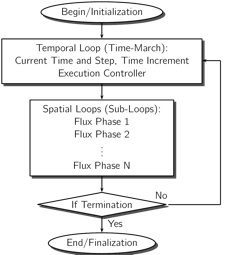 Begin/Initialization
Temporal Loop (Time-March):
Current Time and Step, Time Increment
Execution Controller
Spatial Loops (Sub-Loops):
Flux Phase 1
Flux Phase 2
⋮
Flux Phase N
No
If Termination
Yes
End/Finalization